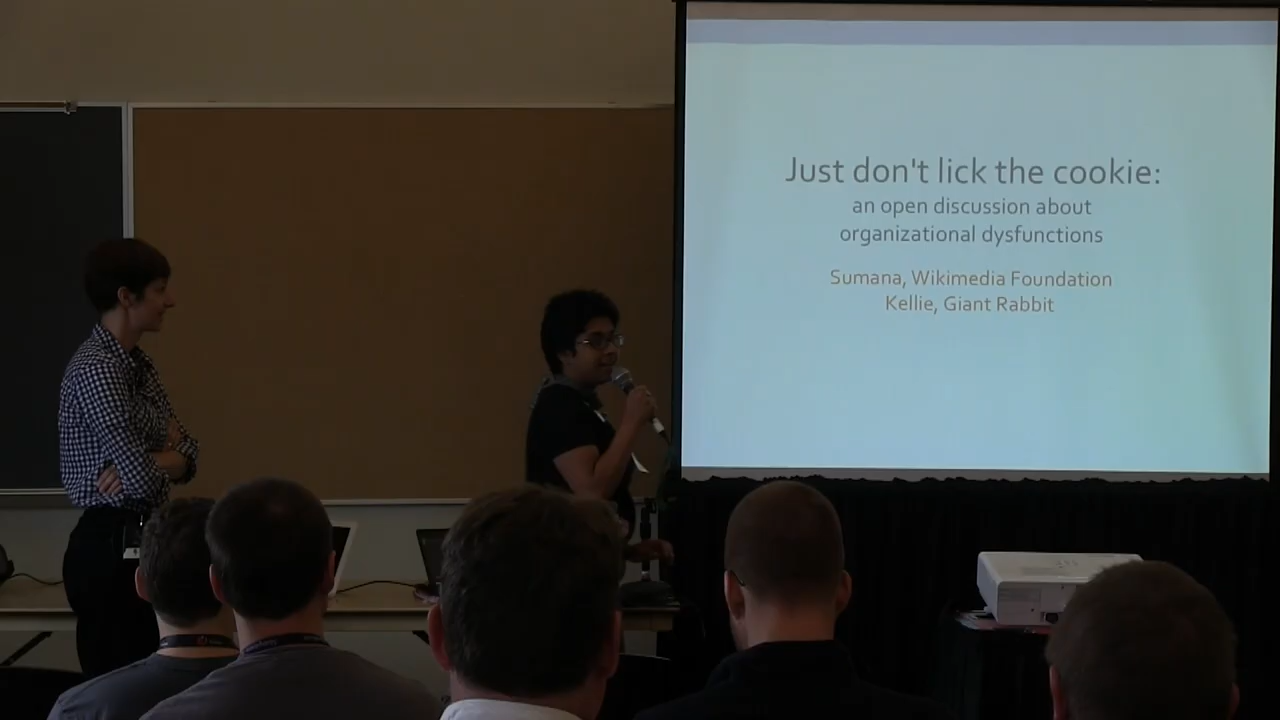 Just don't lick the cookie:
an open discussion about
organizational dysfunctions
Sumana, Wikimedia Foundation
Kellie, Giant Rabbit